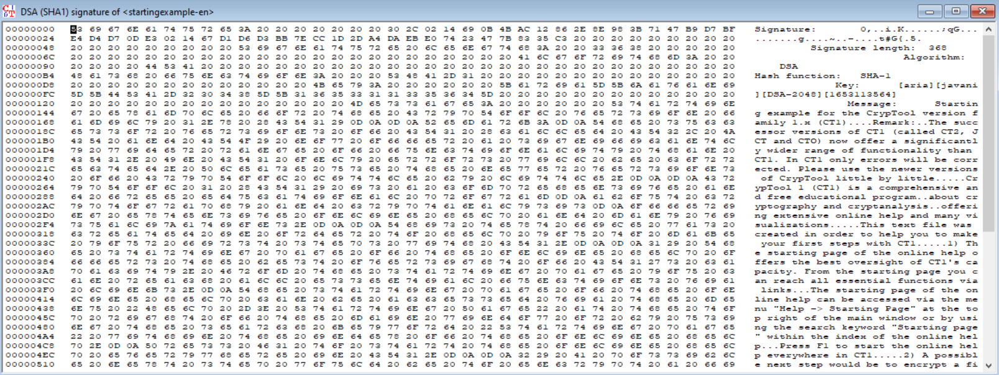 DSA (SHA1) signature of <startingexample-en>
00000000 53 69 67 6E 61 74 75 72 65 3A 20 20 20 20 20 20 20 20 30 2C 02 14 69 0B 4B AC 12 86 2E 8E 98 3B 71 47 B9 D7 BF Signature:        0,..i.K......;qG...
00000024 E4 D4 D7 0D E3 02 14 67 D1 D6 D3 BB 7E CC 1D 2D A4 DA EB E0 74 23 47 7B 83 35 C3 20 20 20 20 20 20 20 20 20 .......g....~..-....t#G{.5.
00000048 20 20 20 20 20 20 20 20 20 53 69 67 6E 61 74 75 72 65 20 6C 65 6E 67 74 68 3A 20 20 33 36 38 20 20 20 20 20 Signature length:  368
0000006C 20 20 20 20 20 20 20 20 20 20 20 20 20 20 20 20 20 20 20 20 20 20 20 20 41 6C 67 6F 72 69 74 68 6D 3A 20 20 Algorithm:
00000090 20 20 20 20 44 53 41 20 20 20 20 20 20 20 20 20 20 20 20 20 20 20 20 20 20 20 20 20 20 20 20 20 20 20 20 20 DSA
000000B4 48 61 73 68 20 66 75 6E 63 74 69 6F 6E 3A 20 20 20 20 53 48 41 2D 31 20 20 20 20 20 20 20 20 20 20 20 20 20 Hash function:    SHA-1
000000D8 20 20 20 20 20 20 20 20 20 20 20 20 20 4B 65 79 3A 20 20 20 20 20 20 20 5B 61 72 69 61 5D 5B 6A 61 76 61 6E 69 Key:       [aria][javani
000000FC 5D 5B 44 53 41 2D 32 30 34 38 5D 5B 31 36 35 33 31 31 33 35 36 34 5D 20 20 20 20 20 20 20 20 20 20 20 20 20 ][DSA-2048][1653113564]
00000120 20 20 20 20 20 20 20 20 20 20 20 20 20 20 20 4D 65 73 73 61 67 65 3A 20 20 20 20 20 20 53 74 61 72 74 69 6E Message:      Startin
00000144 67 20 65 78 61 6D 70 6C 65 20 66 6F 72 20 74 68 65 20 43 72 79 70 54 6F 6F 6C 20 76 65 72 73 69 6F 6E 20 66 g example for the CrypTool version f
00000168 61 6D 69 6C 79 20 31 2E 78 20 28 43 54 31 29 0D 0A 0D 0A 52 65 6D 61 72 6B 3A 0D 0A 54 68 65 20 73 75 63 63 amily 1.x (CT1)....Remark:..The succ
0000018C 65 73 73 6F 72 20 76 65 72 73 69 6F 6E 73 20 6F 66 20 43 54 31 20 28 63 61 6C 6C 65 64 20 43 54 32 2C 20 4A essor versions of CT1 (called CT2, J
000001B0 43 54 20 61 6E 64 20 43 54 4F 29 20 6E 6F 77 20 6F 66 66 65 72 20 61 20 73 69 67 6E 69 66 69 63 61 6E 74 6C CT and CTO) now offer a significantl
000001D4 79 20 77 69 64 65 72 20 72 61 6E 67 65 20 6F 66 20 66 75 6E 63 74 69 6F 6E 61 6C 69 74 79 20 74 68 61 6E 20 y wider range of functionality than
000001F8 43 54 31 2E 20 49 6E 20 43 54 31 20 6F 6E 6C 79 20 65 72 72 6F 72 73 20 77 69 6C 6C 20 62 65 20 63 6F 72 72 CT1. In CT1 only errors will be corr
0000021C 65 63 74 65 64 2E 20 50 6C 65 61 73 65 20 75 73 65 20 74 68 65 20 6E 65 77 65 72 20 76 65 72 73 69 6F 6E 73 ected. Please use the newer versions
00000240 20 6F 66 20 43 72 79 70 54 6F 6F 6C 20 6C 69 74 74 6C 65 20 62 79 20 6C 69 74 74 6C 65 2E 0D 0A 0D 0A 43 72 of CrypTool little by little.....Cr
00000264 79 70 54 6F 6F 6C 20 31 20 28 43 54 31 29 20 69 73 20 61 20 63 6F 6D 70 72 65 68 65 6E 73 69 76 65 20 61 6E ypTool 1 (CT1) is a comprehensive an
00000288 64 20 66 72 65 65 20 65 64 75 63 61 74 69 6F 6E 61 6C 20 70 72 6F 67 72 61 6D 0D 0A 61 62 6F 75 74 20 63 72 d free educational program..about cr
000002AC 79 70 74 6F 67 72 61 70 68 79 20 61 6E 64 20 63 72 79 70 74 61 6E 61 6C 79 73 69 73 0D 0A 6F 66 66 65 72 69 yptography and cryptanalysis..offeri
000002D0 6E 67 20 65 78 74 65 6E 73 69 76 65 20 6F 6E 6C 69 6E 65 20 68 65 6C 70 20 61 6E 64 20 6D 61 6E 79 20 76 69 ng extensive online help and many vi
000002F4 73 75 61 6C 69 7A 61 74 69 6F 6E 73 2E 0D 0A 0D 0A 54 68 69 73 20 74 65 78 74 20 66 69 6C 65 20 77 61 73 20 sualizations.....This text file was
00000318 63 72 65 61 74 65 64 20 69 6E 20 6F 72 64 65 72 20 74 6F 20 68 65 6C 70 20 79 6F 75 20 74 6F 20 6D 61 6B 65 created in order to help you to make
0000033C 20 79 6F 75 72 20 66 69 72 73 74 20 73 74 65 70 73 20 77 69 74 68 20 43 54 31 2E 0D 0A 0D 0A 31 29 20 54 68 your first steps with CT1.....1) Th
00000360 65 20 73 74 61 72 74 69 6E 67 20 70 61 67 65 20 6F 66 20 74 68 65 20 6F 6E 6C 69 6E 65 20 68 65 6C 70 20 6F e starting page of the online help o
00000384 66 66 65 72 73 20 74 68 65 20 62 65 73 74 20 6F 76 65 72 73 69 67 68 74 20 6F 66 20 43 54 31 27 73 20 63 61 ffers the best oversight of CT1's ca
000003A8 70 61 63 69 74 79 2E 20 46 72 6F 6D 20 74 68 65 20 73 74 61 72 74 69 6E 67 20 70 61 67 65 20 79 6F 75 20 63 pacity. From the starting page you c
000003CC 61 6E 20 72 65 61 63 68 20 61 6C 6C 20 65 73 73 65 6E 74 69 61 6C 20 66 75 6E 63 74 69 6F 6E 73 20 76 69 61 an reach all essential functions via
000003F0 20 6C 69 6E 6B 73 2E 0D 0A 54 68 65 20 73 74 61 72 74 69 6E 67 20 70 61 67 65 20 6F 66 20 74 68 65 20 6F 6E links...The starting page of the on
00000414 6C 69 6E 65 20 68 65 6C 70 20 63 61 6E 20 62 65 20 61 63 63 65 73 73 65 64 20 76 69 61 20 74 68 65 20 6D 65 line help can be accessed via the me
00000438 6E 75 20 22 48 65 6C 70 20 2D 3E 20 53 74 61 72 74 69 6E 67 20 50 61 67 65 22 20 61 74 20 74 68 65 20 74 6F nu "Help -> Starting Page" at the to
0000045C 70 20 72 69 67 68 74 20 6F 66 20 74 68 65 20 6D 61 69 6E 20 77 69 6E 64 6F 77 20 6F 72 20 62 79 20 75 73 69 p right of the main window or by usi
00000480 6E 67 20 74 68 65 20 73 65 61 72 63 68 20 6B 65 79 77 6F 72 64 20 22 53 74 61 72 74 69 6E 67 20 70 61 67 65 ng the search keyword "Starting page
000004A4 22 20 77 69 74 68 69 6E 20 74 68 65 20 69 6E 64 65 78 20 6F 66 20 74 68 65 20 6F 6E 6C 69 6E 65 20 68 65 6C " within the index of the online hel
000004C8 70 2E 0D 0A 50 72 65 73 73 20 46 31 20 74 6F 20 73 74 61 72 74 20 74 68 65 20 6F 6E 6C 69 6E 65 20 68 65 6C p...Press F1 to start the online hel
000004EC 70 20 65 76 65 72 79 77 68 65 72 65 20 69 6E 20 43 54 31 2E 0D 0A 0D 0A 32 29 20 41 20 70 6F 73 73 69 62 6C p everywhere in CT1.....2) A possibl
00000510 65 20 6E 65 78 74 20 73 74 65 70 20 77 6F 75 6C 64 20 62 65 20 74 6F 20 65 6E 63 72 79 70 74 20 61 20 66 69 e next step would be to encrypt a fi